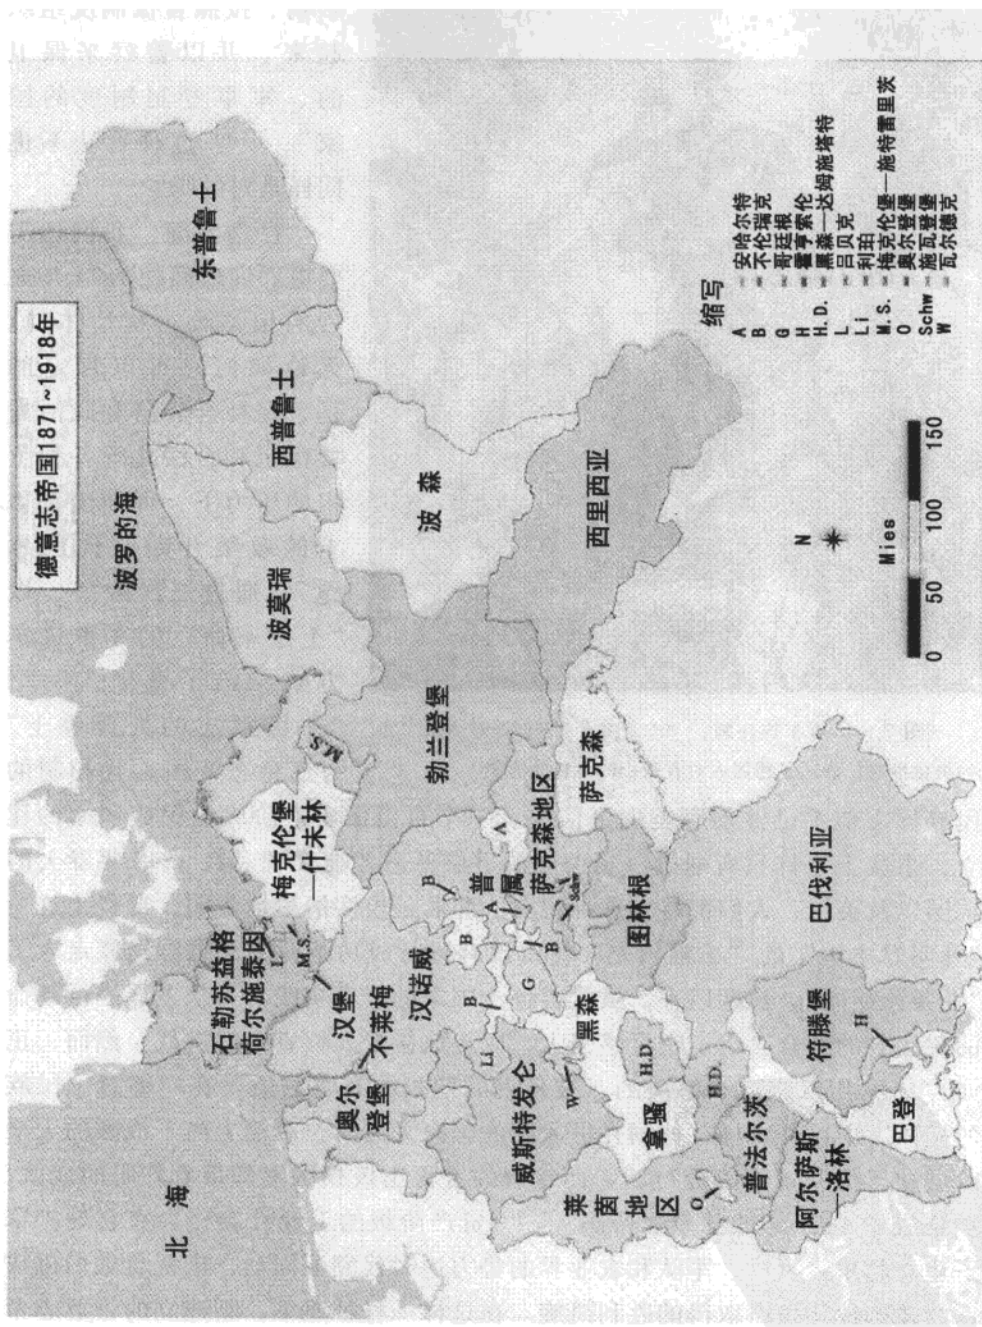 德意志帝国1871~1918年
北 海
波罗的海
东普鲁士
西普鲁士
波莫瑞
波 森
西里西亚
石勒苏益格
荷尔施泰因
L
M.S.
梅克伦堡
—什未林
M.S.
汉堡
不莱梅
奥尔
登堡
汉诺威
勃兰登堡
B
A
普属
萨克森地区
A
B
B
B
Schw
G
Li
威斯特发仑
W
黑森
萨克森
图林根
H.D.
拿骚
H.D.
莱茵地区
O
普法尔茨
阿尔萨斯
—洛林
巴登
符滕堡
H
巴伐利亚
N
Mies
0 50 100 150
缩写
A — 安哈尔特
B — 不伦瑞克
G — 哥廷根
H — 霍亨索伦
H.D. — 黑森—达姆施塔特
L — 吕贝克
Li — 利珀
M.S. — 梅克伦堡—施特雷里茨
O — 奥尔登堡
Schw — 施瓦登堡
W — 瓦尔德克